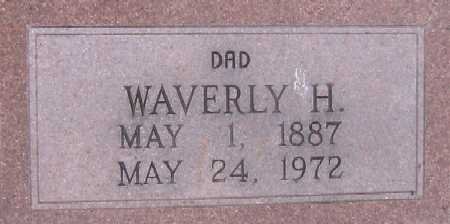 DAD
WAVERLY H.
MAY 1, 1887
MAY 24, 1972